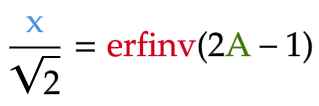 x/√2 = erfinv(2A − 1)